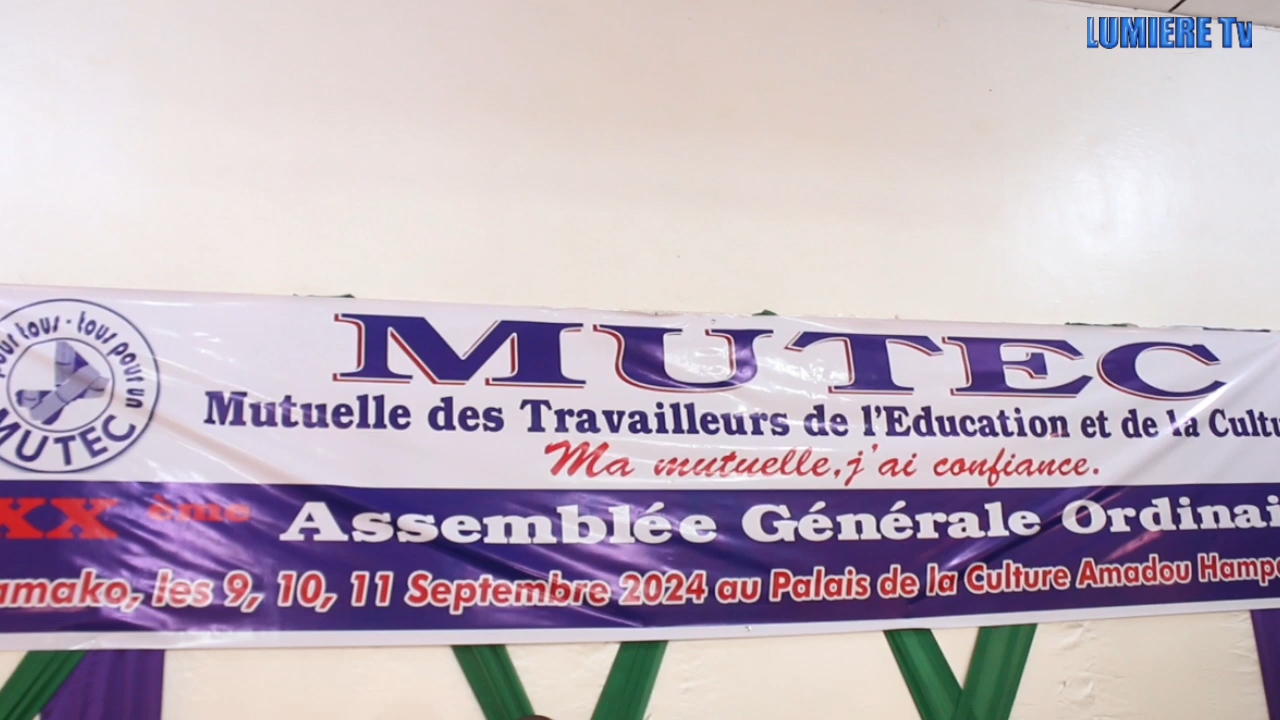 LUMIERE Tv
pour tous - tous pour un
MUTEC
MUTEC
Mutuelle des Travailleurs de l'Education et de la Cultu
Ma mutuelle, j'ai confiance.
XX ème Assemblée Générale Ordinai
amako, les 9, 10, 11 Septembre 2024 au Palais de la Culture Amadou Hampa